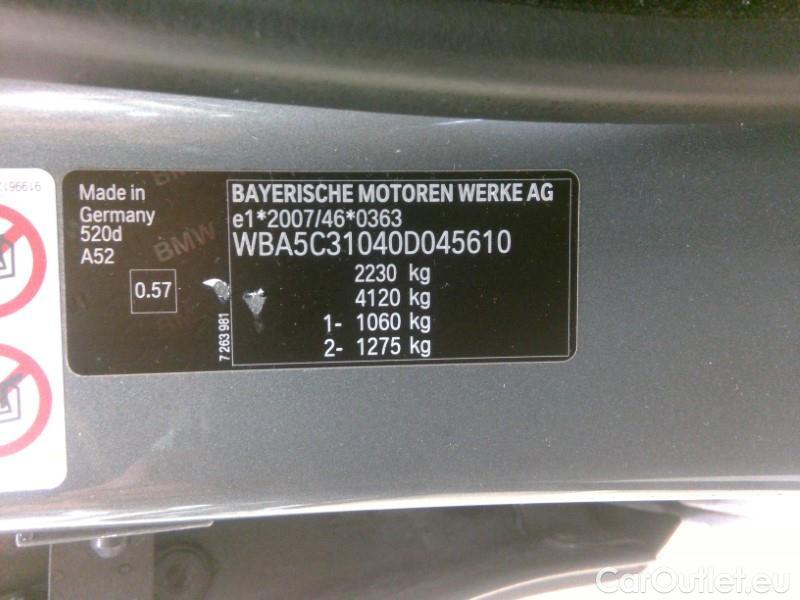 Made in
Germany
520d
A52
0.57
7 263 981
BAYERISCHE MOTOREN WERKE AG
e1*2007/46*0363
WBA5C31040D045610
2230 kg
4120 kg
1- 1060 kg
2- 1275 kg
BMW
CarOutlet.eu